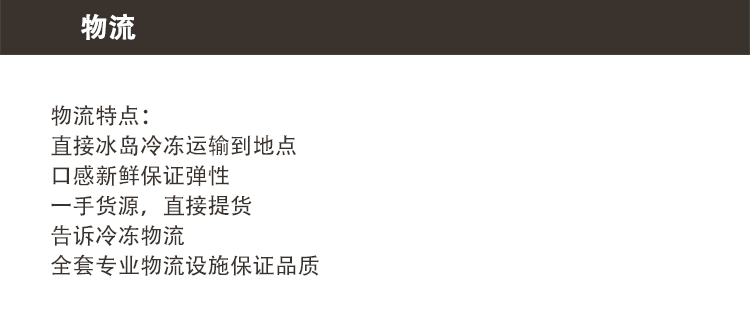 物流
物流特点：
直接冰岛冷冻运输到地点
口感新鲜保证弹性
一手货源，直接提货
告诉冷冻物流
全套专业物流设施保证品质